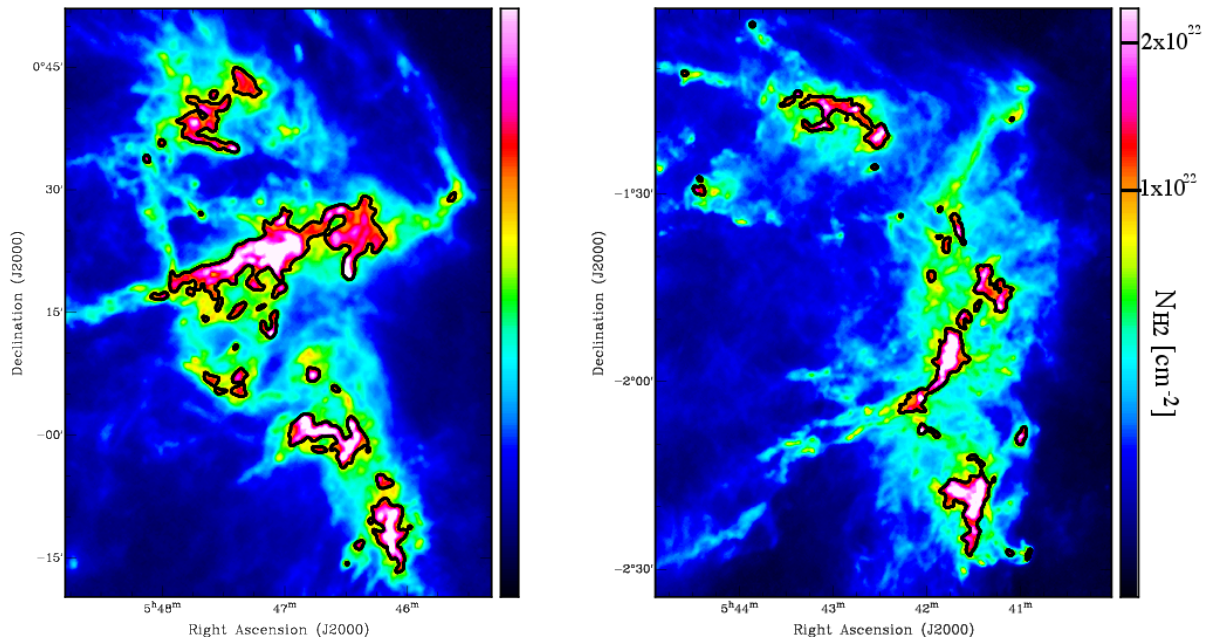 0°45'
30'
15'
-00'
-15'
Declination (J2000)
5ʰ48ᵐ
47ᵐ
46ᵐ
Right Ascension (J2000)
-1°30'
-2°00'
-2°30'
Declination (J2000)
5ʰ44ᵐ
43ᵐ
42ᵐ
41ᵐ
Right Ascension (J2000)
2x10²²
1x10²²
N_H2 [cm⁻²]